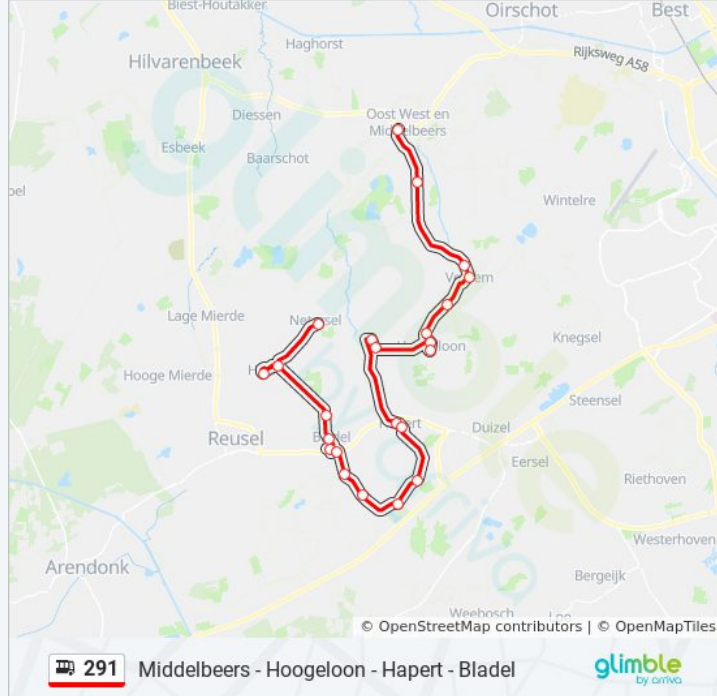 Biest-Houtakker
Oirschot
Best
Haghorst
Hilvarenbeek
Rijksweg A58
Diessen
Oost West en
Middelbeers
Esbeek
Baarschot
Wintelre
Lage Mierde
Knegsel
Hooge Mierde
Steensel
Reusel
Duizel
Eersel
Riethoven
Westerhoven
Arendonk
Bergeijk
Weebosch
© OpenStreetMap contributors | © OpenMapTiles
291 Middelbeers - Hoogeloon - Hapert - Bladel
glimble
by arriva